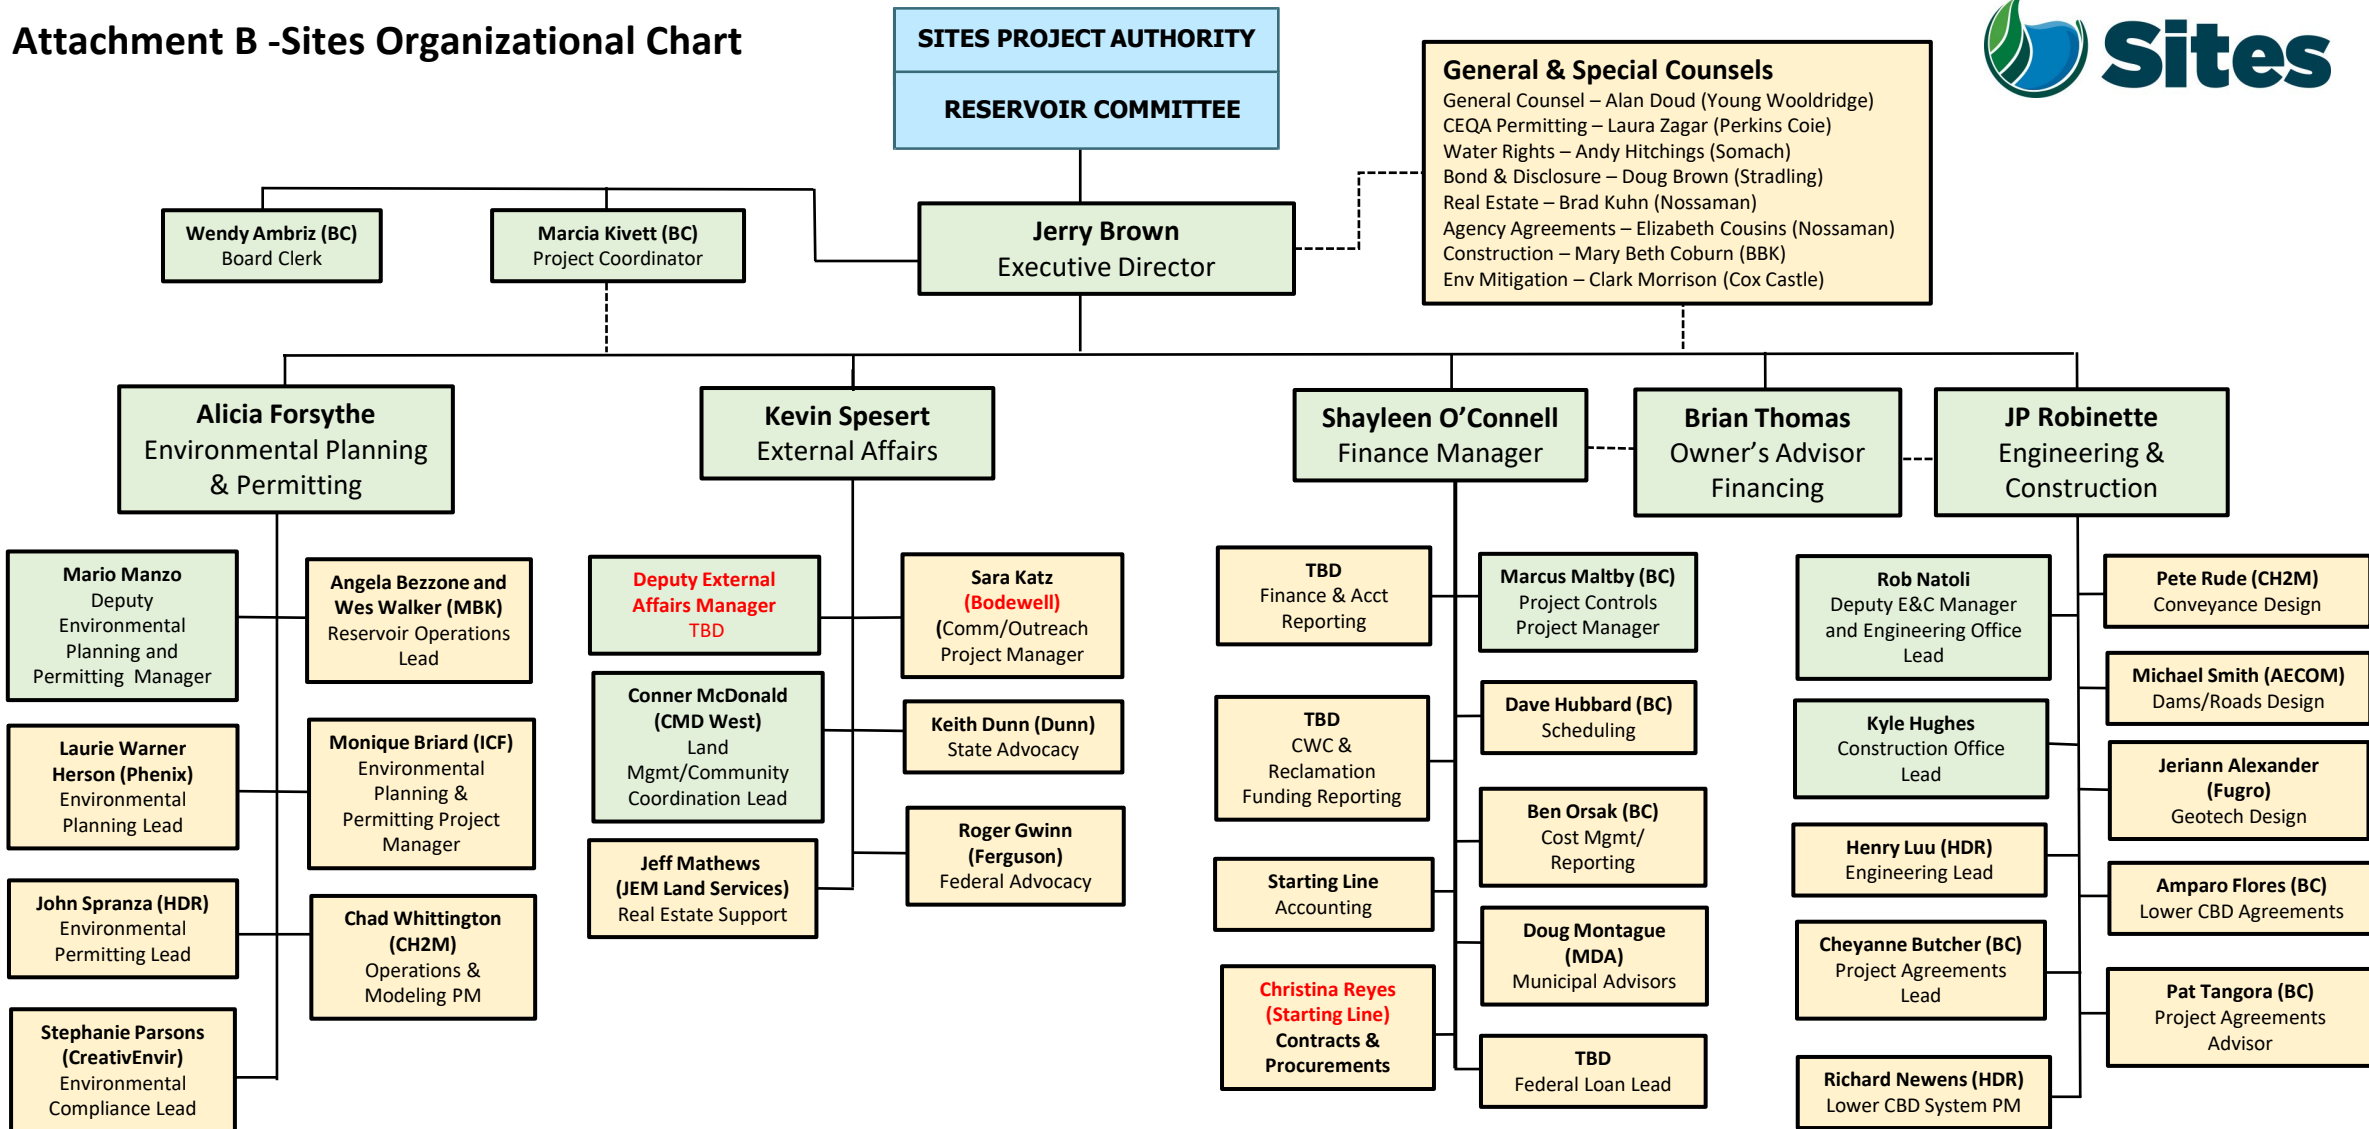 Attachment B -Sites Organizational Chart
SITES PROJECT AUTHORITY
RESERVOIR COMMITTEE
General & Special Counsels
General Counsel – Alan Doud (Young Wooldridge)
CEQA Permitting – Laura Zagar (Perkins Coie)
Water Rights – Andy Hitchings (Somach)
Bond & Disclosure – Doug Brown (Stradling)
Real Estate – Brad Kuhn (Nossaman)
Agency Agreements – Elizabeth Cousins (Nossaman)
Construction – Mary Beth Coburn (BBK)
Env Mitigation – Clark Morrison (Cox Castle)
Sites
Wendy Ambriz (BC)
Board Clerk
Marcia Kivett (BC)
Project Coordinator
Jerry Brown
Executive Director
Alicia Forsythe
Environmental Planning
& Permitting
Kevin Spesert
External Affairs
Shayleen O’Connell
Finance Manager
Brian Thomas
Owner’s Advisor
Financing
JP Robinette
Engineering &
Construction
Mario Manzo
Deputy
Environmental
Planning and
Permitting Manager
Angela Bezzone and
Wes Walker (MBK)
Reservoir Operations
Lead
Laurie Warner
Herson (Phenix)
Environmental
Planning Lead
Monique Briard (ICF)
Environmental
Planning &
Permitting Project
Manager
John Spranza (HDR)
Environmental
Permitting Lead
Chad Whittington
(CH2M)
Operations &
Modeling PM
Stephanie Parsons
(CreativEnvir)
Environmental
Compliance Lead
Deputy External
Affairs Manager
TBD
Sara Katz
(Bodewell)
(Comm/Outreach
Project Manager
Conner McDonald
(CMD West)
Land
Mgmt/Community
Coordination Lead
Keith Dunn (Dunn)
State Advocacy
Jeff Mathews
(JEM Land Services)
Real Estate Support
Roger Gwinn
(Ferguson)
Federal Advocacy
TBD
Finance & Acct
Reporting
Marcus Maltby (BC)
Project Controls
Project Manager
TBD
CWC &
Reclamation
Funding Reporting
Dave Hubbard (BC)
Scheduling
Ben Orsak (BC)
Cost Mgmt/
Reporting
Starting Line
Accounting
Doug Montague
(MDA)
Municipal Advisors
Christina Reyes
(Starting Line)
Contracts &
Procurements
TBD
Federal Loan Lead
Rob Natoli
Deputy E&C Manager
and Engineering Office
Lead
Pete Rude (CH2M)
Conveyance Design
Michael Smith (AECOM)
Dams/Roads Design
Kyle Hughes
Construction Office
Lead
Jeriann Alexander
(Fugro)
Geotech Design
Henry Luu (HDR)
Engineering Lead
Amparo Flores (BC)
Lower CBD Agreements
Cheyanne Butcher (BC)
Project Agreements
Lead
Pat Tangora (BC)
Project Agreements
Advisor
Richard Newens (HDR)
Lower CBD System PM